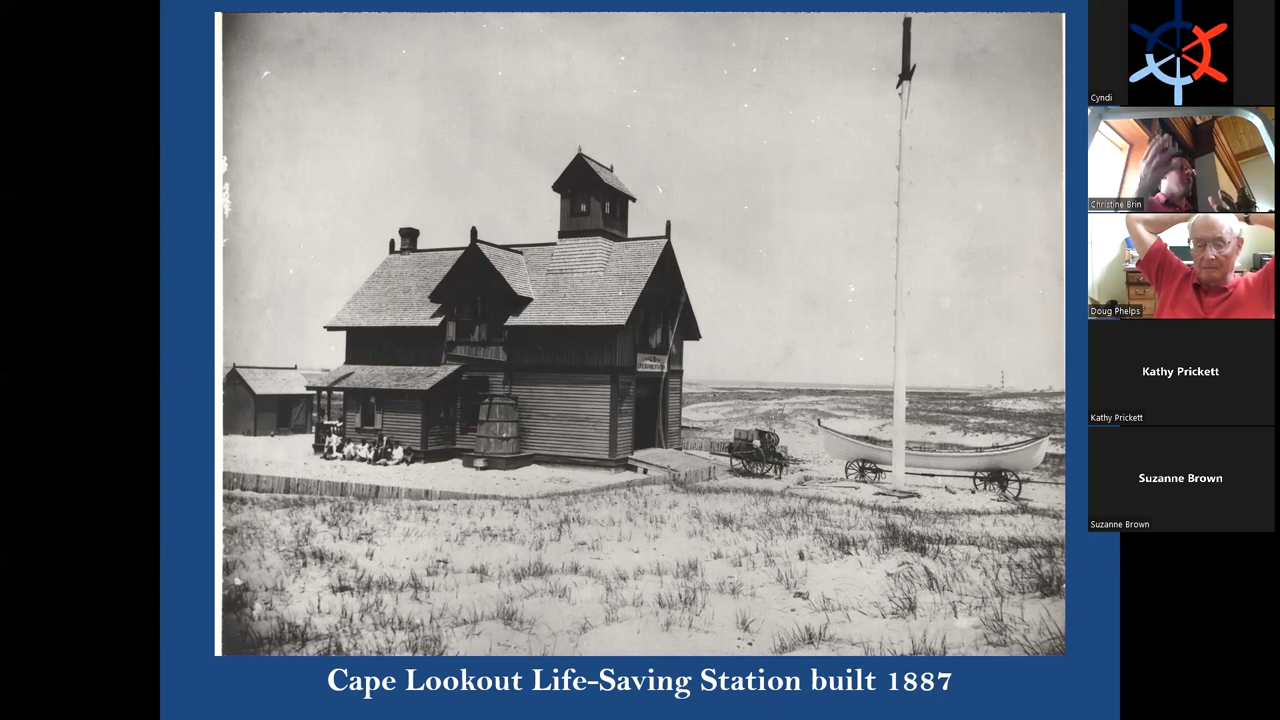 Cape Lookout Life-Saving Station built 1887
Cyndi
Christine Brin
Doug Phelps
Kathy Prickett
Kathy Prickett
Suzanne Brown
Suzanne Brown